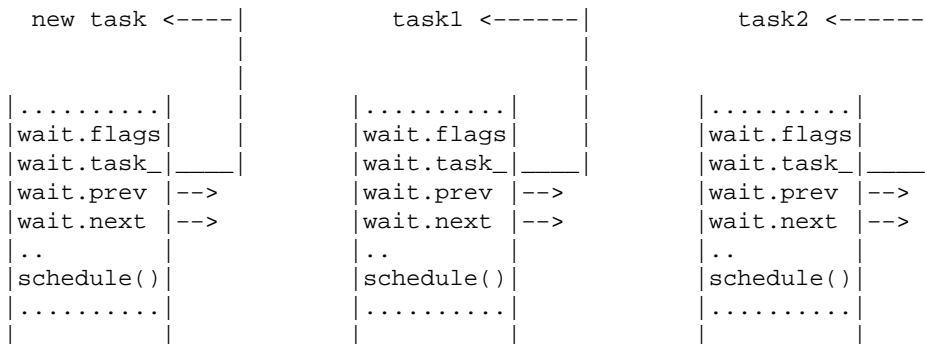 new task <----|              task1 <------|             task2 <------
              |                          |
              |                          |
|..........|  |          |..........|    |          |..........|
|wait.flags|  |          |wait.flags|    |          |wait.flags|
|wait.task_|____|        |wait.task_|____|          |wait.task_|____
|wait.prev |-->          |wait.prev |-->            |wait.prev |-->
|wait.next |-->          |wait.next |-->            |wait.next |-->
|..        |             |..        |               |..        |
|schedule()|             |schedule()|               |schedule()|
|..........|             |..........|               |..........|
|          |             |          |               |          |